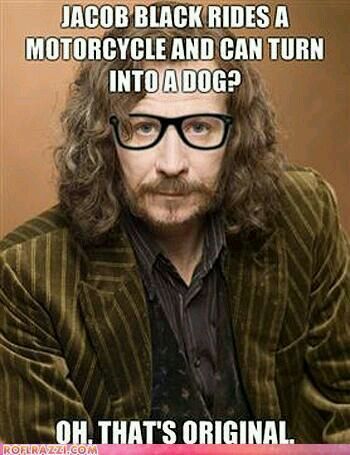 JACOB BLACK RIDES A
MOTORCYCLE AND CAN TURN
INTO A DOG?
OH, THAT'S ORIGINAL.
ROFLRAZZI.COM